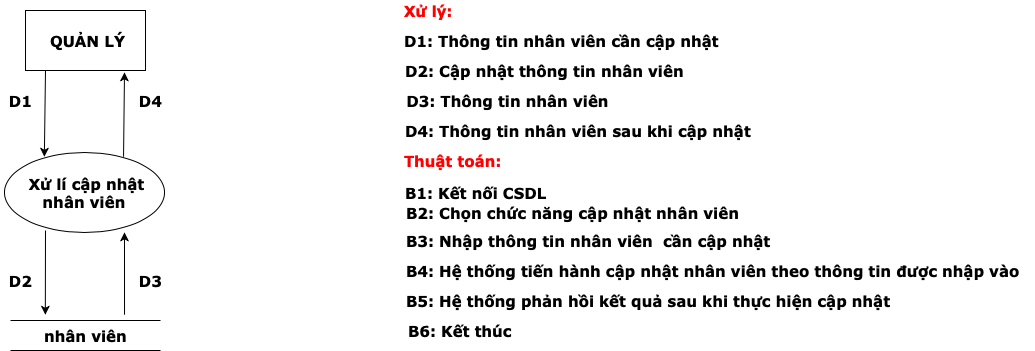 QUẢN LÝ
D1
D4
Xử lí cập nhật
nhân viên
D2
D3
nhân viên
Xử lý:
D1: Thông tin nhân viên cần cập nhật
D2: Cập nhật thông tin nhân viên
D3: Thông tin nhân viên
D4: Thông tin nhân viên sau khi cập nhật
Thuật toán:
B1: Kết nối CSDL
B2: Chọn chức năng cập nhật nhân viên
B3: Nhập thông tin nhân viên cần cập nhật
B4: Hệ thống tiến hành cập nhật nhân viên theo thông tin được nhập vào
B5: Hệ thống phản hồi kết quả sau khi thực hiện cập nhật
B6: Kết thúc